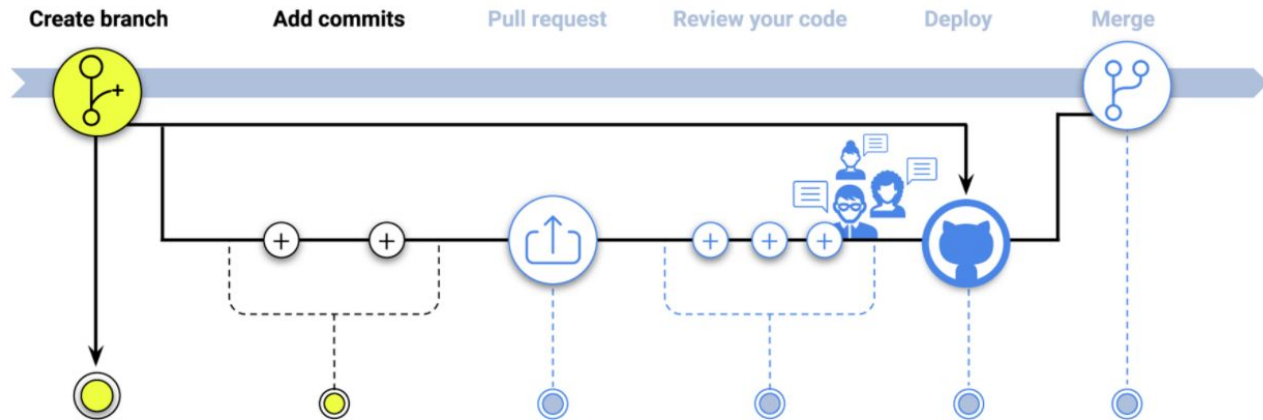 Create branch
Add commits
Pull request
Review your code
Deploy
Merge